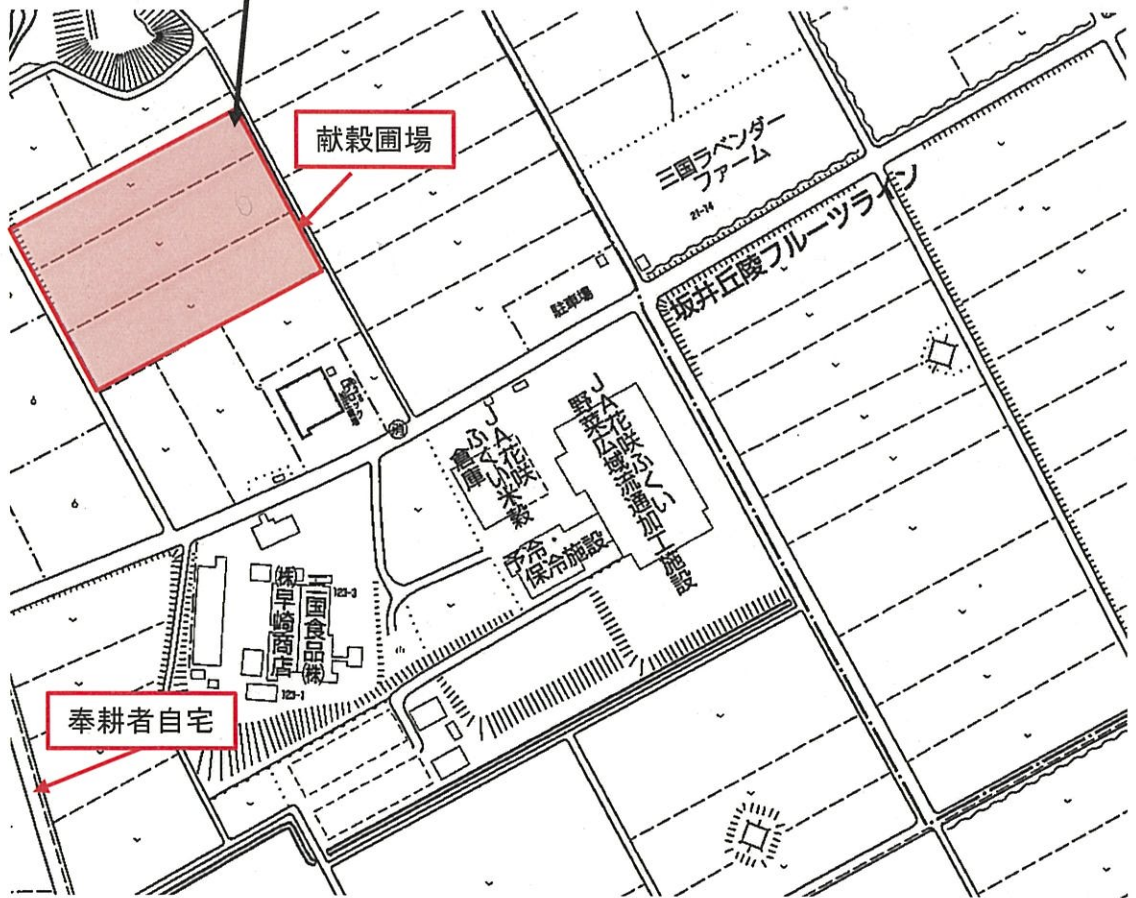 献穀圃場
三国ラベンダー
ファーム
21-14
坂井丘陵フルーツライン
駐車場
JA花咲ふくい米穀
倉庫
JA花咲ふくい
野菜広域流通加工施設
予冷・
保冷施設
三国食品㈱
123-3
㈱早崎商店
123-1
奉耕者自宅